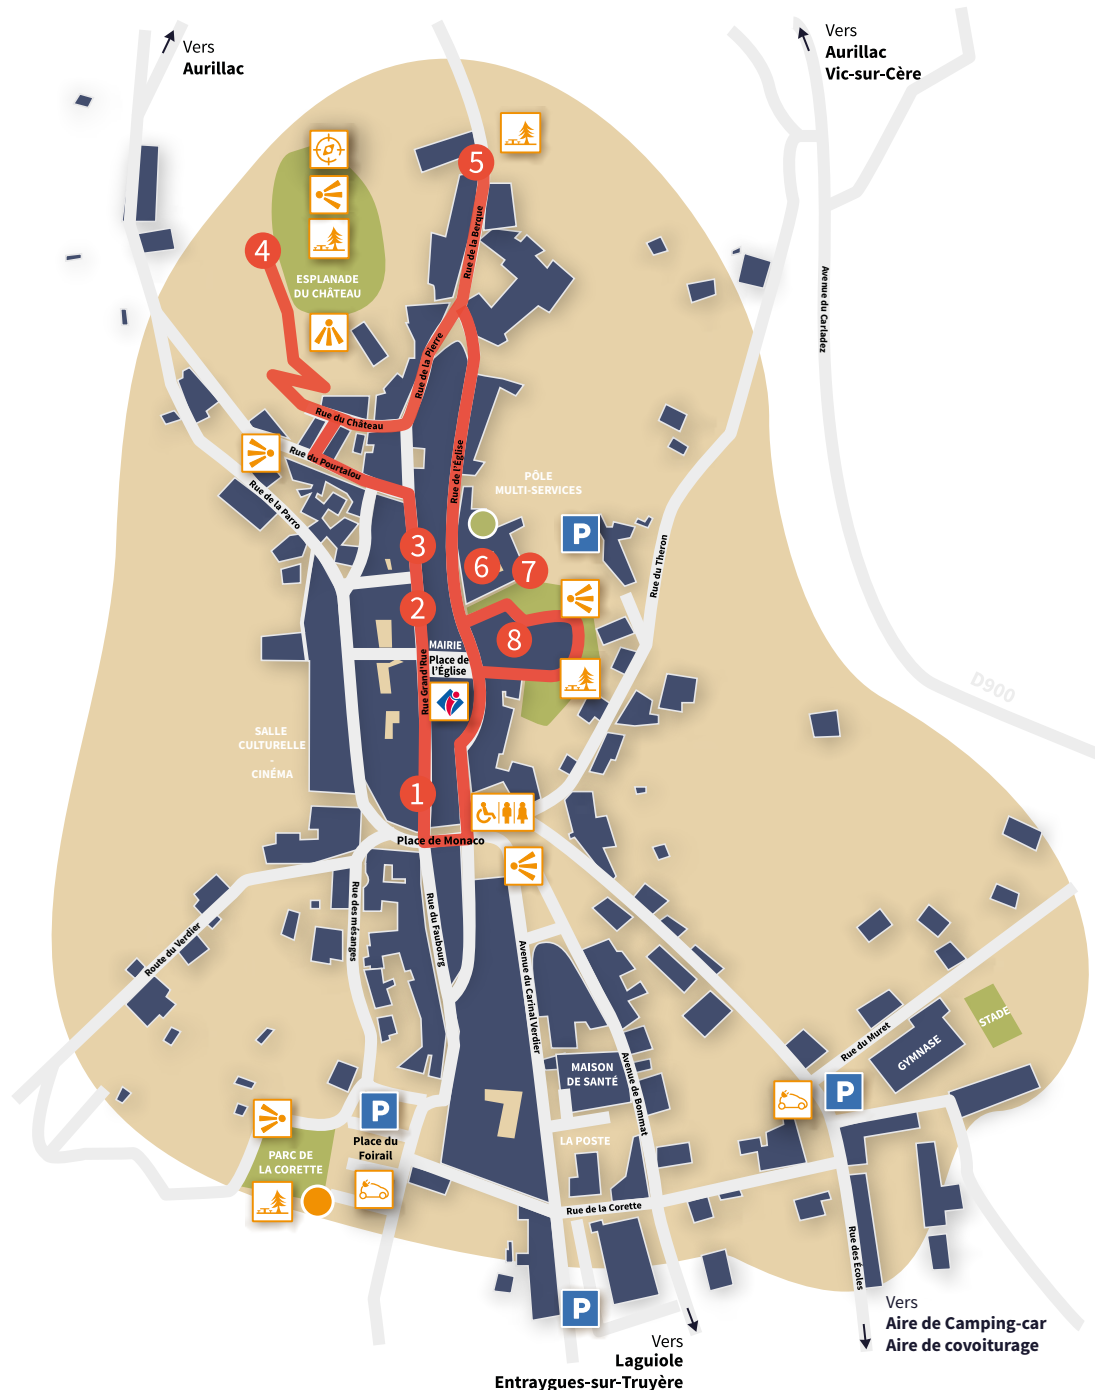 Vers
Aurillac
Vers
Aurillac
Vic-sur-Cère
5
4
ESPLANADE
DU CHÂTEAU
Rue de la Berque
Avenue du Carladez
Rue de la Pierre
Rue du Château
Rue du Pourtalou
Rue de l'Église
Rue de la Parro
PÔLE
MULTI-SERVICES
P
3
6
7
Rue du Theron
2
8
MAIRIE
Place de
l'Église
Rue Grand'Rue
D900
SALLE
CULTURELLE
-
CINÉMA
1
Place de Monaco
Rue des mésanges
Rue du Faubourg
Route du Verdier
Avenue du Carinal Verdier
STADE
Rue du Muret
GYMNASE
MAISON
DE SANTÉ
Avenue de Bommat
P
P
Place du
Foirail
LA POSTE
PARC DE
LA CORETTE
Rue de la Corette
Rue des Écoles
P
Vers
Aire de Camping-car
Aire de covoiturage
Vers
Laguiole
Entraygues-sur-Truyère